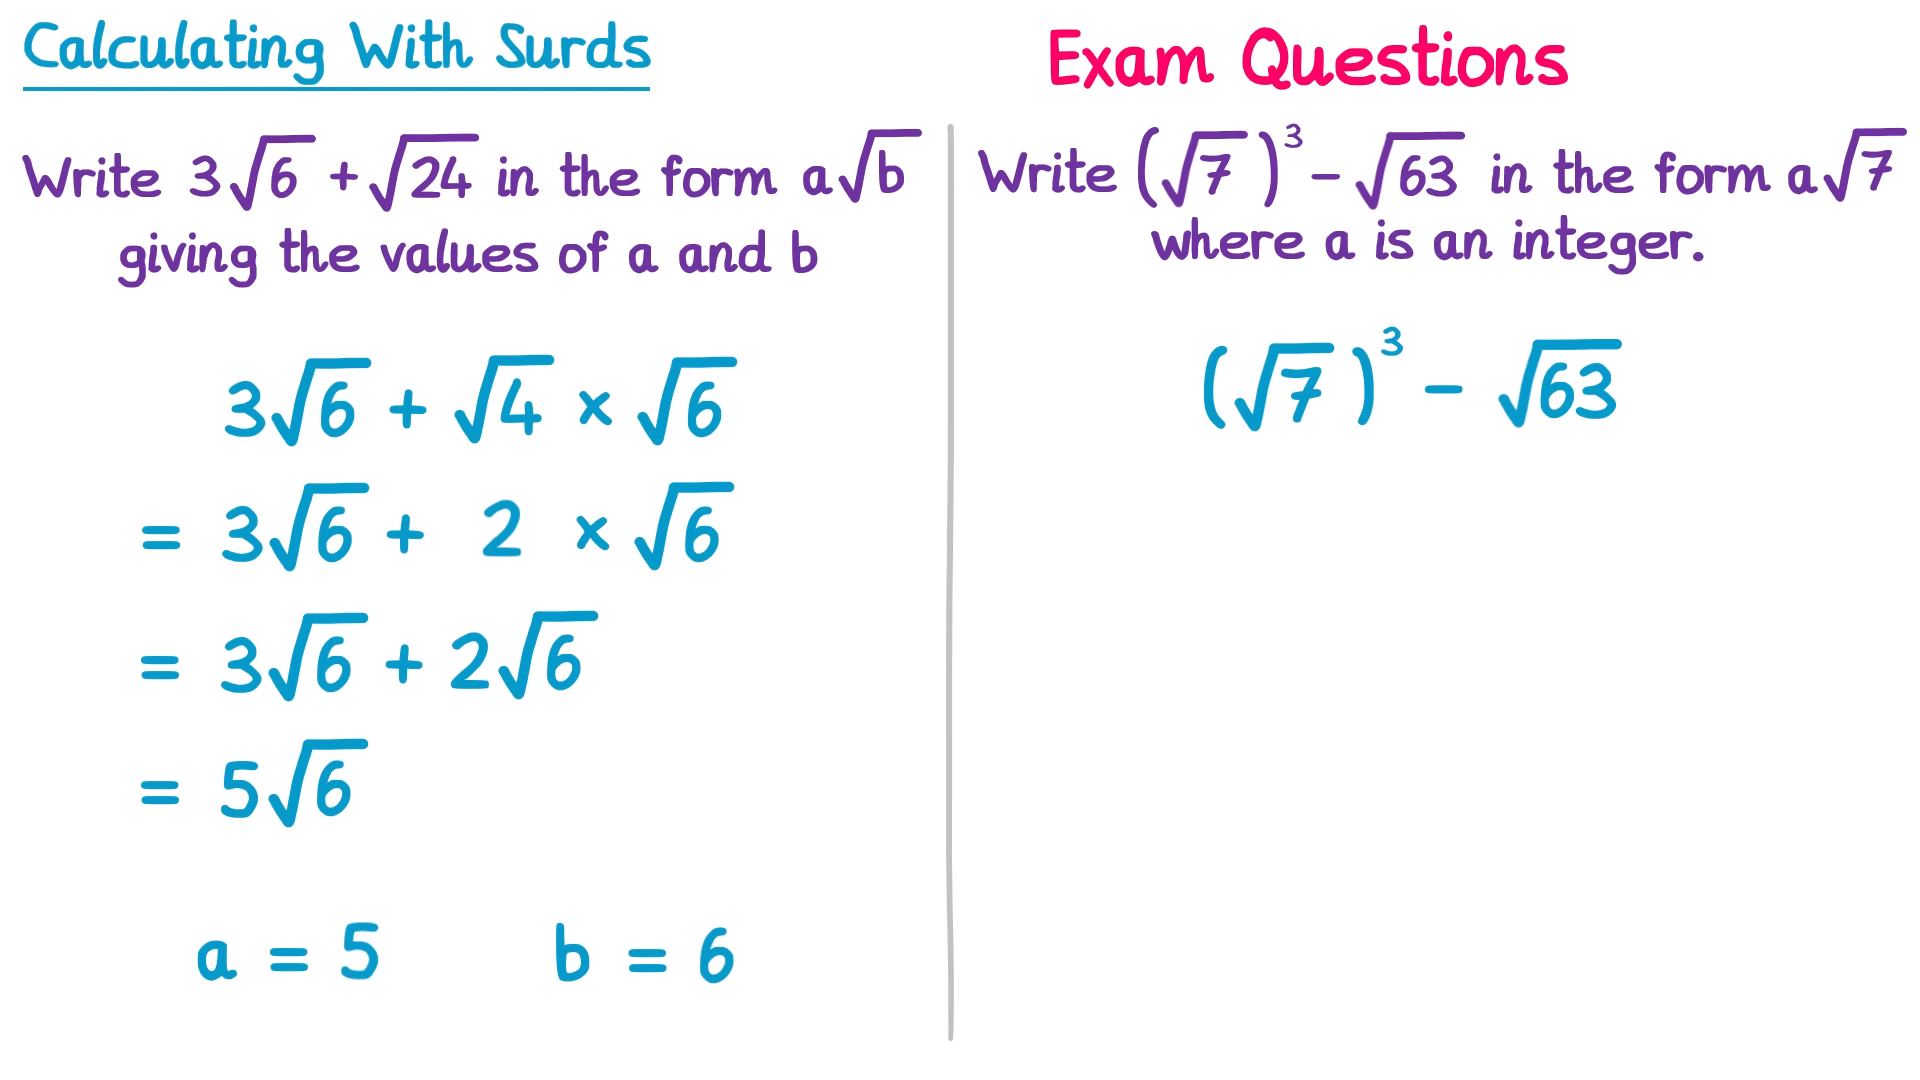 Calculating With Surds
Write 3√6 + √24 in the form a√b
giving the values of a and b
3√6 + √4 × √6
= 3√6 + 2 × √6
= 3√6 + 2√6
= 5√6
a = 5 b = 6
Exam Questions
Write (√7)³ - √63 in the form a√7
where a is an integer.
(√7)³ - √63